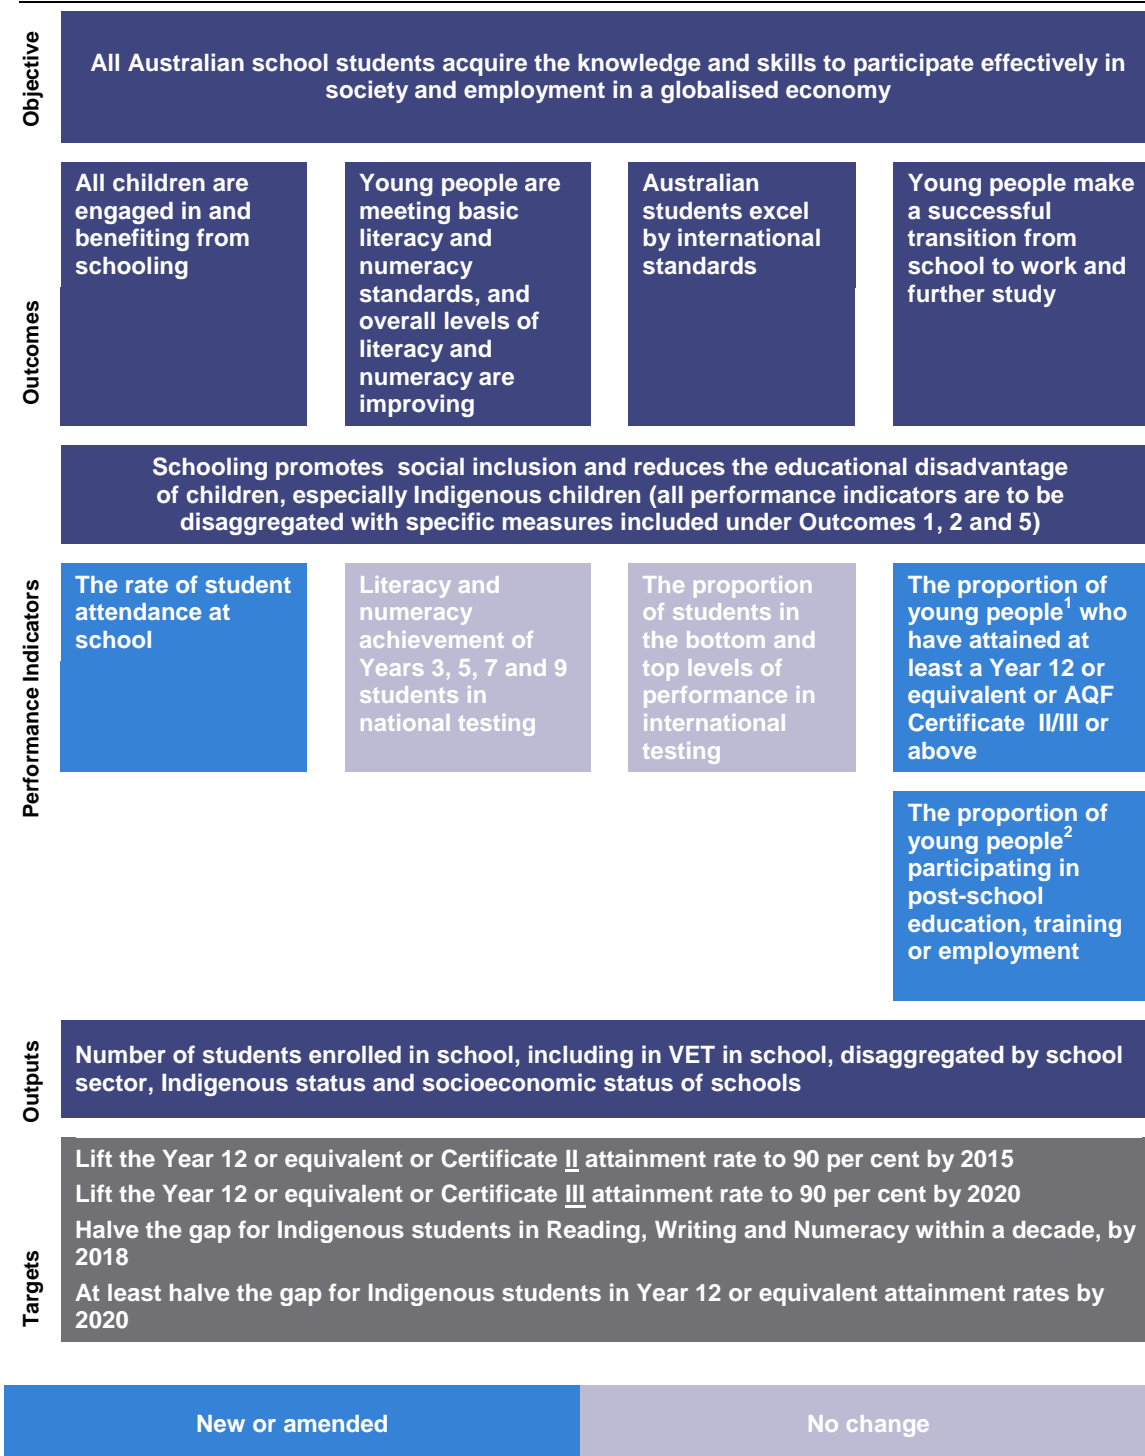 Objective
All Australian school students acquire the knowledge and skills to participate effectively in
society and employment in a globalised economy
Outcomes
All children are
engaged in and
benefiting from
schooling
Young people are
meeting basic
literacy and
numeracy
standards, and
overall levels of
literacy and
numeracy are
improving
Australian
students excel
by international
standards
Young people make
a successful
transition from
school to work and
further study
Schooling promotes  social inclusion and reduces the educational disadvantage
of children, especially Indigenous children (all performance indicators are to be
disaggregated with specific measures included under Outcomes 1, 2 and 5)
Performance Indicators
The rate of student
attendance at
school
Literacy and
numeracy
achievement of
Years 3, 5, 7 and 9
students in
national testing
The proportion
of students in
the bottom and
top levels of
performance in
international
testing
The proportion of
young people¹ who
have attained at
least a Year 12 or
equivalent or AQF
Certificate  II/III or
above
The proportion of
young people²
participating in
post-school
education, training
or employment
Outputs
Number of students enrolled in school, including in VET in school, disaggregated by school
sector, Indigenous status and socioeconomic status of schools
Targets
Lift the Year 12 or equivalent or Certificate II attainment rate to 90 per cent by 2015
Lift the Year 12 or equivalent or Certificate III attainment rate to 90 per cent by 2020
Halve the gap for Indigenous students in Reading, Writing and Numeracy within a decade, by
2018
At least halve the gap for Indigenous students in Year 12 or equivalent attainment rates by
2020
New or amended
No change